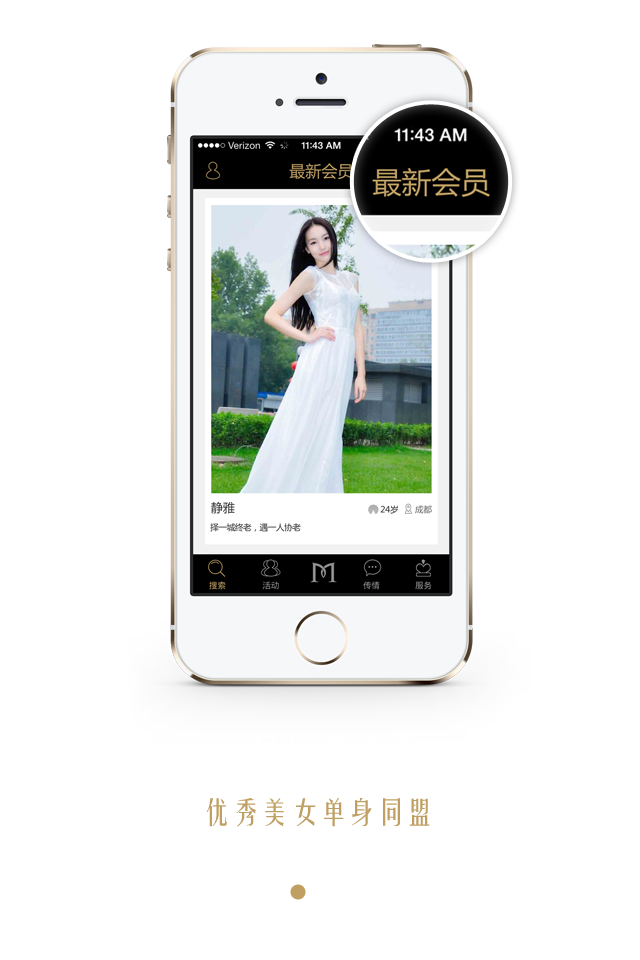 Verizon 11:43 AM
11:43 AM
最新会员
最新会员
静雅 24岁 成都
择一城终老，遇一人协老
M
搜索 活动 传情 服务
优秀美女单身同盟